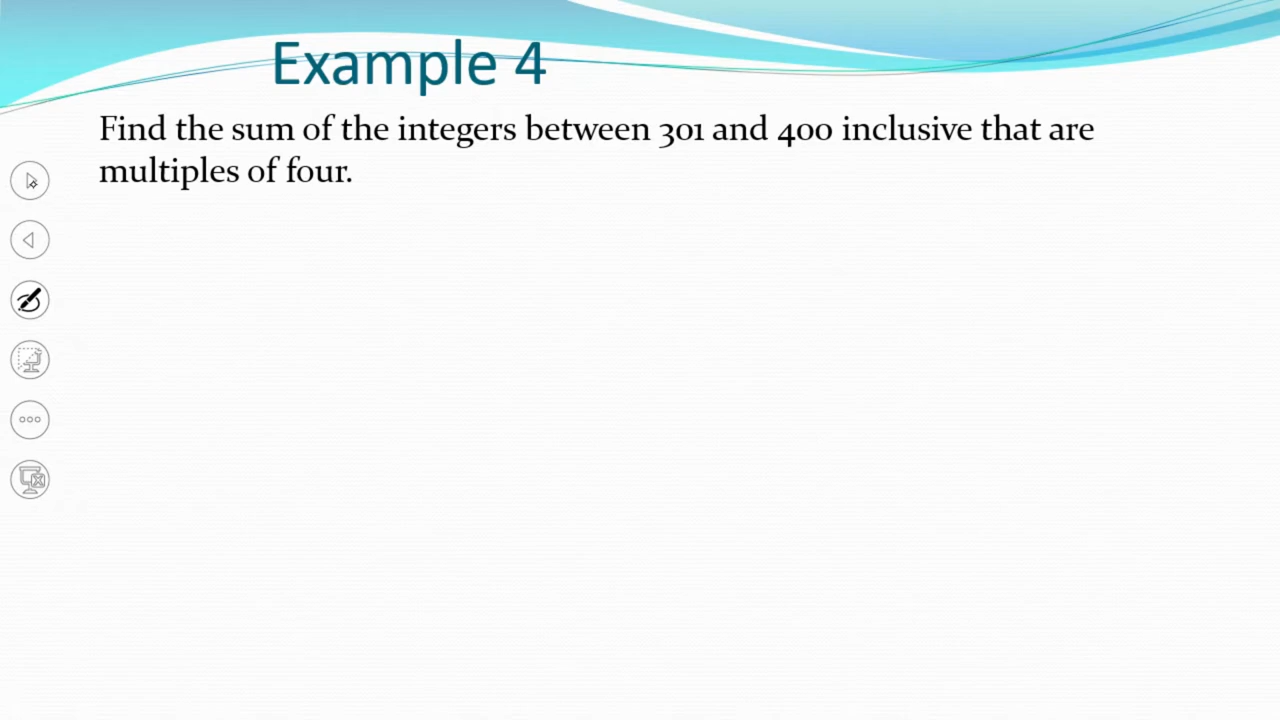 Example 4
Find the sum of the integers between 301 and 400 inclusive that are
multiples of four.